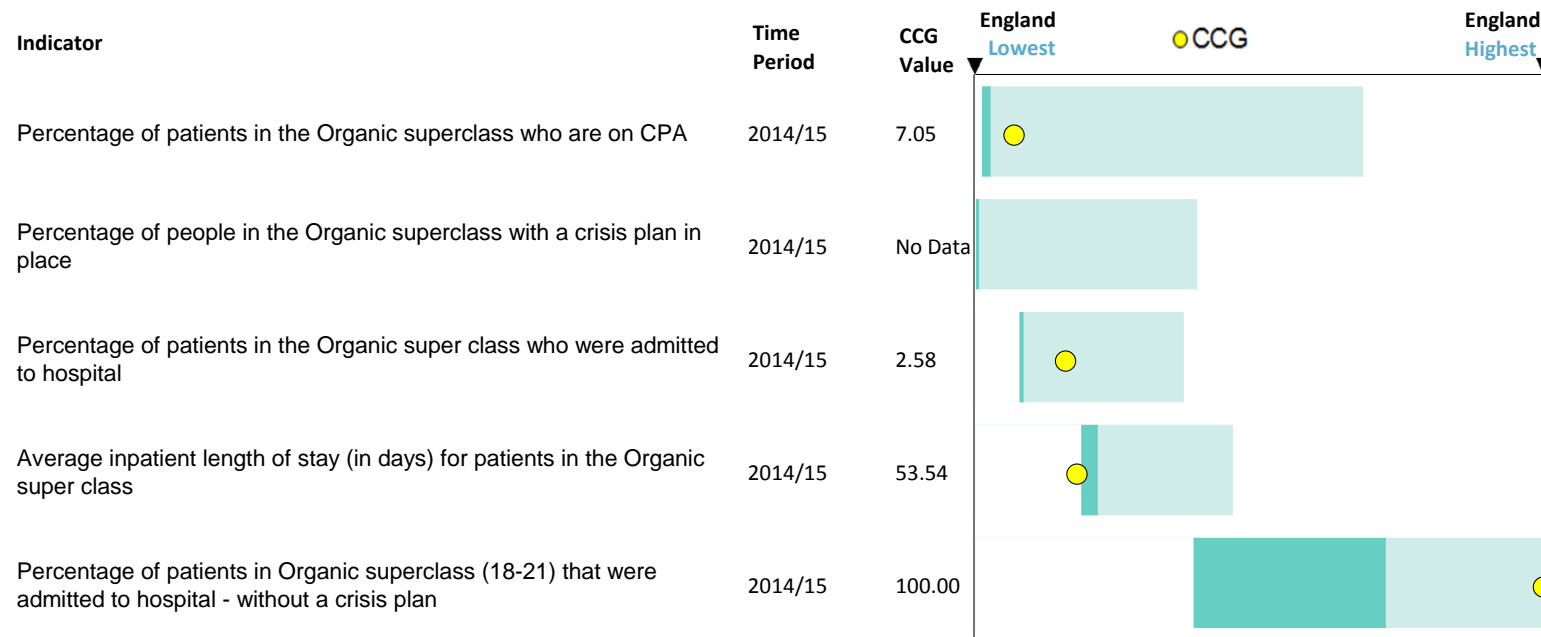 Indicator
Time
Period
CCG
Value
England
Lowest
CCG
England
Highest
Percentage of patients in the Organic superclass who are on CPA
2014/15
7.05
Percentage of people in the Organic superclass with a crisis plan in
place
2014/15
No Data
Percentage of patients in the Organic super class who were admitted
to hospital
2014/15
2.58
Average inpatient length of stay (in days) for patients in the Organic
super class
2014/15
53.54
Percentage of patients in Organic superclass (18-21) that were
admitted to hospital - without a crisis plan
2014/15
100.00